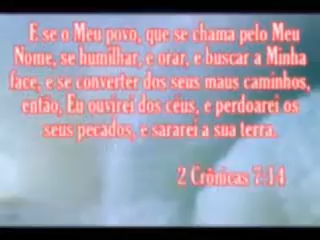 E se o Meu povo, que se chama pelo Meu
Nome, se humilhar, e orar, e buscar a Minha
face, e se converter dos seus maus caminhos,
então, Eu ouvirei dos céus, e perdoarei os
seus pecados, e sararei a sua terra.
2 Crônicas 7:14